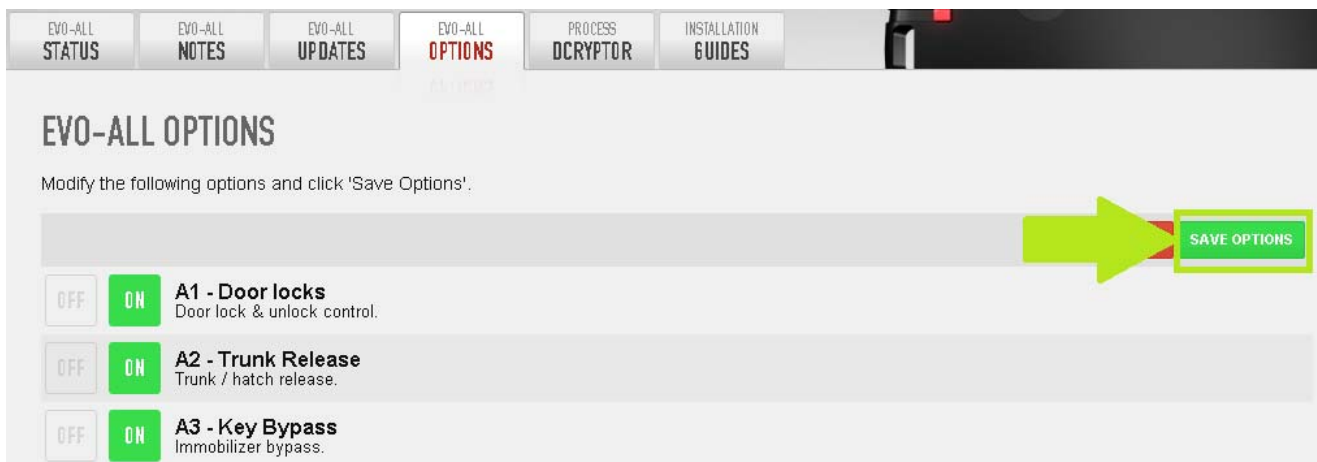 EVO-ALL EVO-ALL EVO-ALL EVO-ALL PROCESS INSTALLATION
STATUS NOTES UPDATES OPTIONS DCRYPTOR GUIDES
EVO-ALL OPTIONS
Modify the following options and click 'Save Options'.
SAVE OPTIONS
OFF ON A1 - Door locks
Door lock & unlock control.
OFF ON A2 - Trunk Release
Trunk / hatch release.
OFF ON A3 - Key Bypass
Immobilizer bypass.